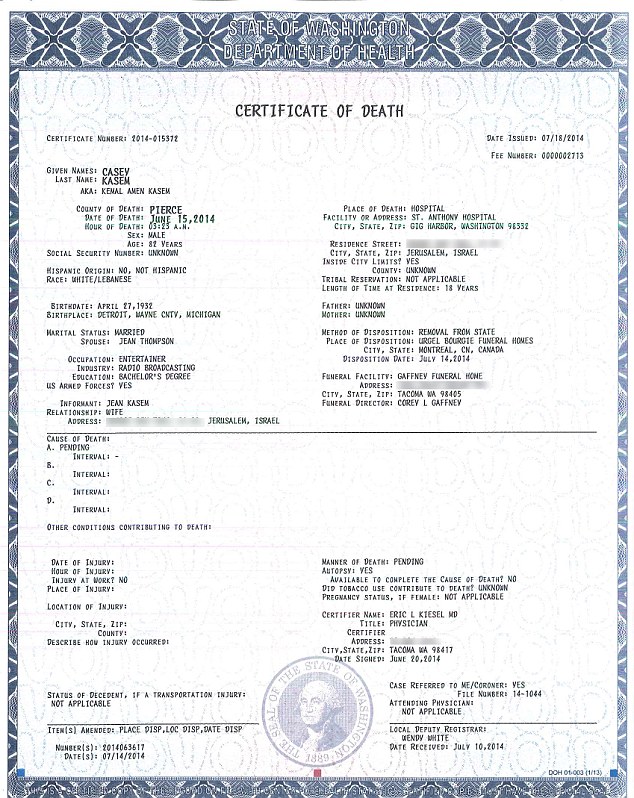 STATE OF WASHINGTON
DEPARTMENT OF HEALTH
CERTIFICATE OF DEATH
CERTIFICATE NUMBER: 2014-015372
DATE ISSUED: 07/18/2014
FEE NUMBER: 0000002713
GIVEN NAMES: CASEY
LAST NAME: KASEM
AKA: KEMAL AMEN KASEM
COUNTY OF DEATH: PIERCE
DATE OF DEATH: JUNE 15,2014
HOUR OF DEATH: 03:25 A.M.
SEX: MALE
AGE: 82 YEARS
SOCIAL SECURITY NUMBER: UNKNOWN
PLACE OF DEATH: HOSPITAL
FACILITY OR ADDRESS: ST. ANTHONY HOSPITAL
CITY, STATE, ZIP: GIG HARBOR, WASHINGTON 98332
RESIDENCE STREET:
CITY, STATE, ZIP: JERUSALEM, ISRAEL
INSIDE CITY LIMITS? YES
COUNTY: UNKNOWN
TRIBAL RESERVATION: NOT APPLICABLE
LENGTH OF TIME AT RESIDENCE: 18 YEARS
HISPANIC ORIGIN: NO, NOT HISPANIC
RACE: WHITE/LEBANESE
BIRTHDATE: APRIL 27,1932
BIRTHPLACE: DETROIT, WAYNE CNTY, MICHIGAN
FATHER: UNKNOWN
MOTHER: UNKNOWN
MARITAL STATUS: MARRIED
SPOUSE: JEAN THOMPSON
METHOD OF DISPOSITION: REMOVAL FROM STATE
PLACE OF DISPOSITION: URGEL BOURGIE FUNERAL HOMES
CITY, STATE: MONTREAL, CN, CANADA
DISPOSITION DATE: JULY 14,2014
OCCUPATION: ENTERTAINER
INDUSTRY: RADIO BROADCASTING
EDUCATION: BACHELOR'S DEGREE
US ARMED FORCES? YES
FUNERAL FACILITY: GAFFNEY FUNERAL HOME
ADDRESS:
CITY, STATE, ZIP: TACOMA WA 98405
FUNERAL DIRECTOR: COREY L GAFFNEY
INFORMANT: JEAN KASEM
RELATIONSHIP: WIFE
ADDRESS: JERUSALEM, ISRAEL
CAUSE OF DEATH:
A. PENDING
INTERVAL: -
B.
INTERVAL:
C.
INTERVAL:
D.
INTERVAL:
OTHER CONDITIONS CONTRIBUTING TO DEATH:
DATE OF INJURY:
HOUR OF INJURY:
INJURY AT WORK? NO
PLACE OF INJURY:
LOCATION OF INJURY:
CITY, STATE, ZIP:
COUNTY:
DESCRIBE HOW INJURY OCCURRED:
MANNER OF DEATH: PENDING
AUTOPSY: YES
AVAILABLE TO COMPLETE THE CAUSE OF DEATH? NO
DID TOBACCO USE CONTRIBUTE TO DEATH? UNKNOWN
PREGNANCY STATUS, IF FEMALE: NOT APPLICABLE
CERTIFIER NAME: ERIC L KIESEL MD
TITLE: PHYSICIAN
CERTIFIER
ADDRESS:
CITY,STATE,ZIP: TACOMA WA 98417
DATE SIGNED: JUNE 20,2014
STATUS OF DECEDENT, IF A TRANSPORTATION INJURY:
NOT APPLICABLE
CASE REFERRED TO ME/CORONER: YES
FILE NUMBER: 14-1044
ATTENDING PHYSICIAN:
NOT APPLICABLE
ITEM(S) AMENDED: PLACE DISP,LOC DISP,DATE DISP
NUMBER(S): 2014063617
DATE(S): 07/14/2014
THE SEAL OF THE STATE OF WASHINGTON
1889
LOCAL DEPUTY REGISTRAR:
WENDY WHITE
DATE RECEIVED: JULY 10,2014
DOH 01-003 (1/13)